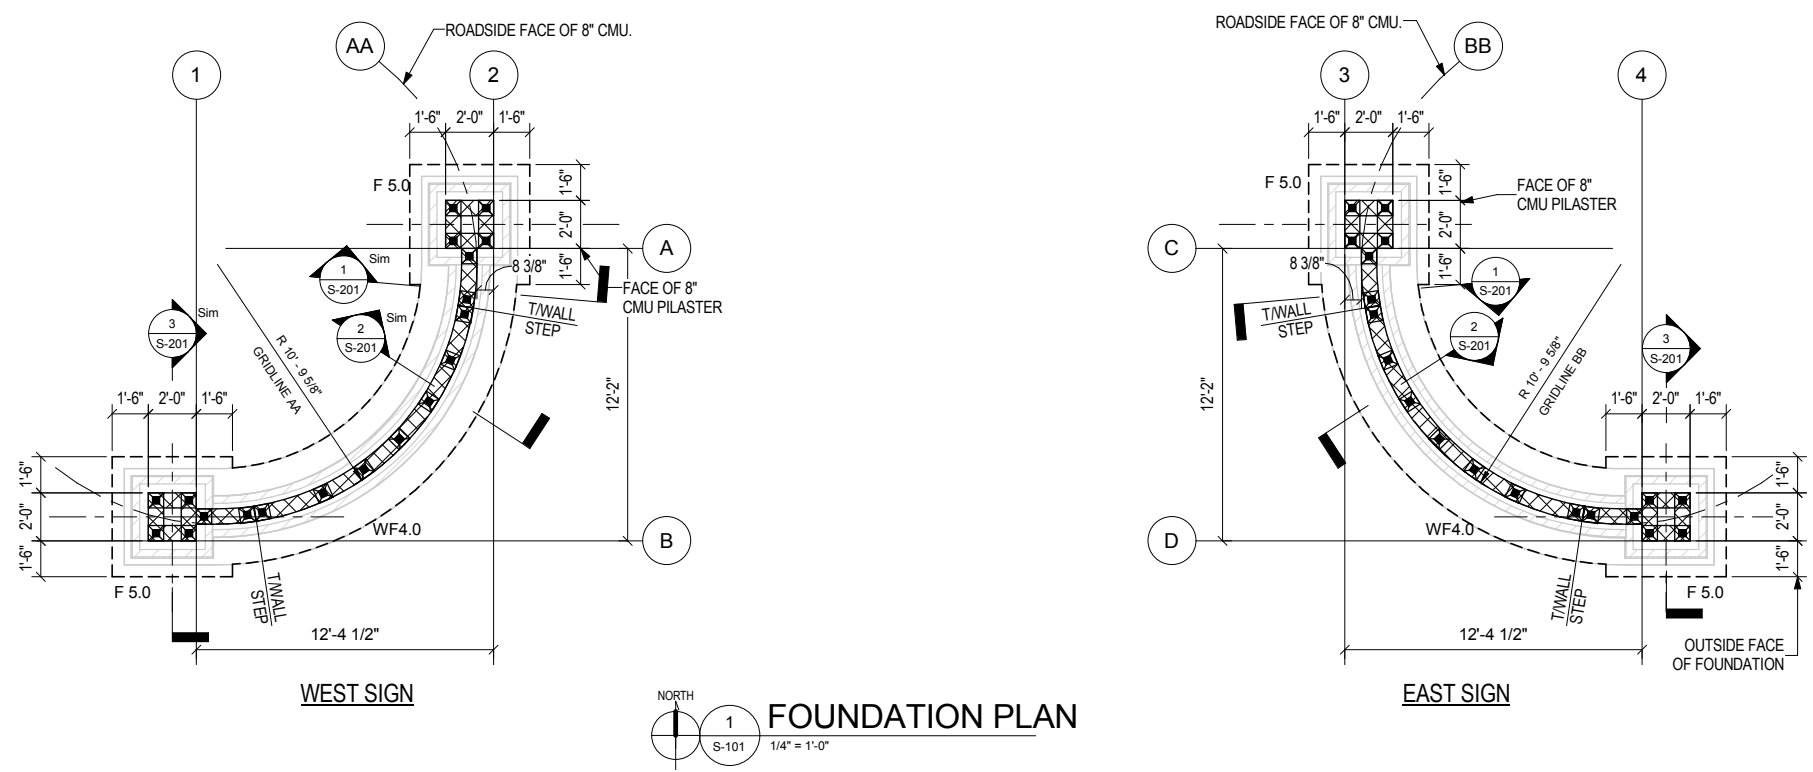 AA
ROADSIDE FACE OF 8" CMU.
1
2
1'-6"
2'-0"
1'-6"
F 5.0
1'-6"
2'-0"
1'-6"
A
1
S-201
Sim
8 3/8"
FACE OF 8"
CMU PILASTER
3
S-201
Sim
2
S-201
Sim
T/WALL
STEP
R 10' - 9 5/8"
GRIDLINE AA
12'-2"
1'-6"
2'-0"
1'-6"
1'-6"
2'-0"
1'-6"
WF4.0
B
F 5.0
T/WALL
STEP
12'-4 1/2"
WEST SIGN
ROADSIDE FACE OF 8" CMU.
BB
3
4
1'-6"
2'-0"
1'-6"
F 5.0
1'-6"
2'-0"
1'-6"
FACE OF 8"
CMU PILASTER
C
8 3/8"
1
S-201
T/WALL
STEP
2
S-201
3
S-201
R 10' - 9 5/8"
GRIDLINE BB
12'-2"
1'-6"
2'-0"
1'-6"
1'-6"
2'-0"
1'-6"
WF4.0
D
F 5.0
T/WALL
STEP
12'-4 1/2"
OUTSIDE FACE
OF FOUNDATION
EAST SIGN
NORTH
1
S-101
FOUNDATION PLAN
1/4" = 1'-0"